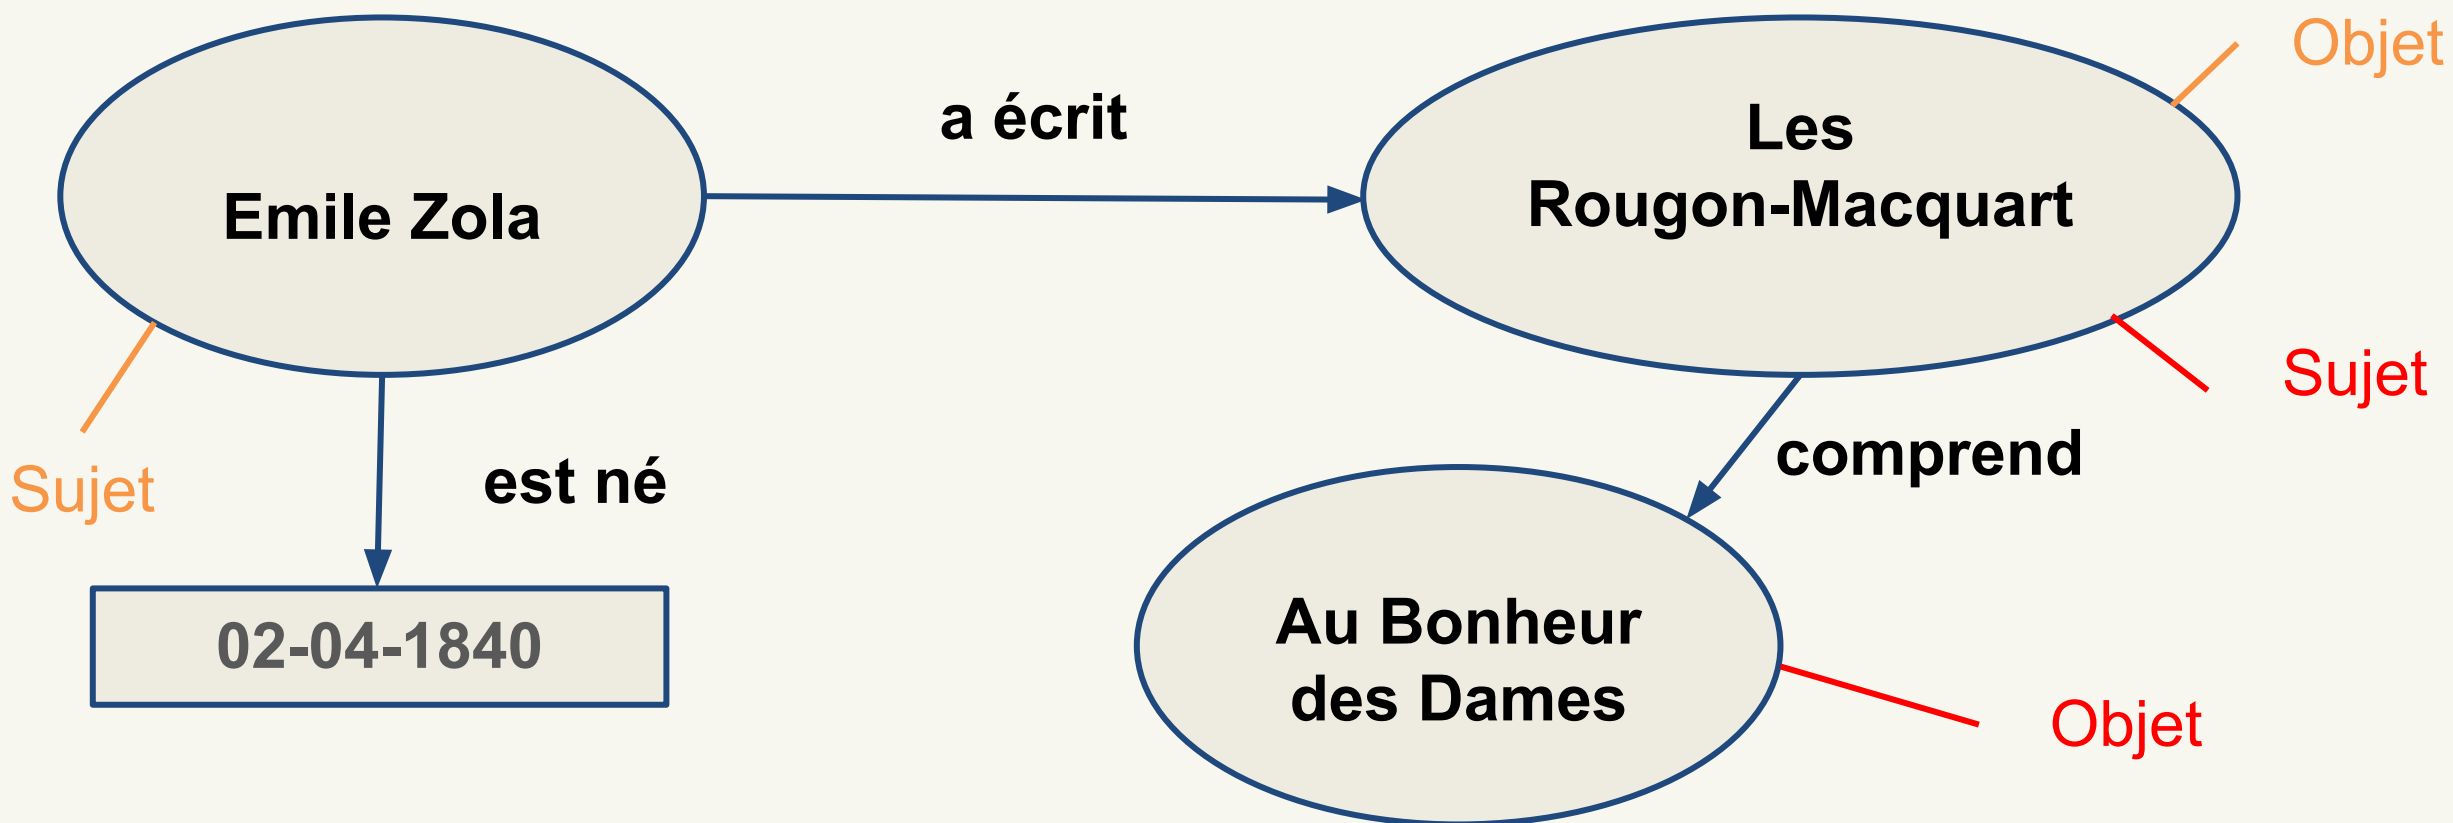 Objet
a écrit
Les
Rougon-Macquart
Emile Zola
Sujet
comprend
Sujet
est né
02-04-1840
Au Bonheur
des Dames
Objet